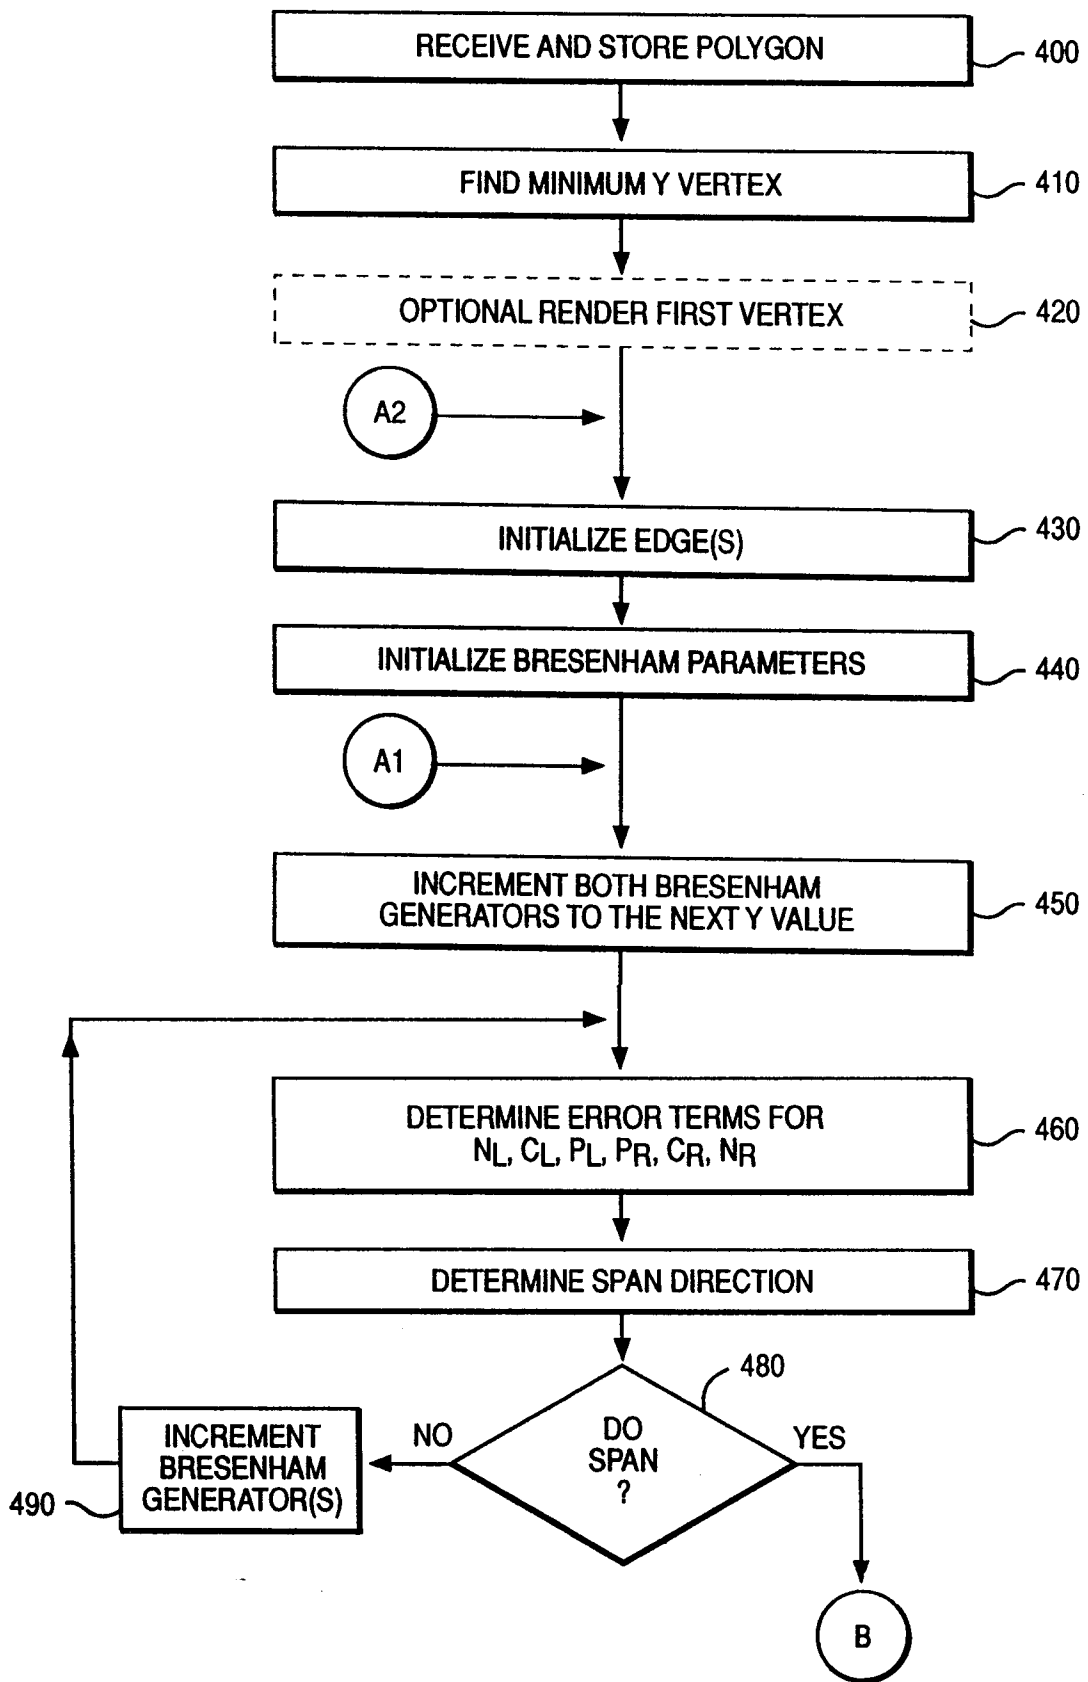 RECEIVE AND STORE POLYGON
400
FIND MINIMUM Y VERTEX
410
OPTIONAL RENDER FIRST VERTEX
420
A2
INITIALIZE EDGE(S)
430
INITIALIZE BRESENHAM PARAMETERS
440
A1
INCREMENT BOTH BRESENHAM
GENERATORS TO THE NEXT Y VALUE
450
DETERMINE ERROR TERMS FOR
NL, CL, PL, PR, CR, NR
460
DETERMINE SPAN DIRECTION
470
480
DO
SPAN
?
NO
YES
INCREMENT
BRESENHAM
GENERATOR(S)
490
B